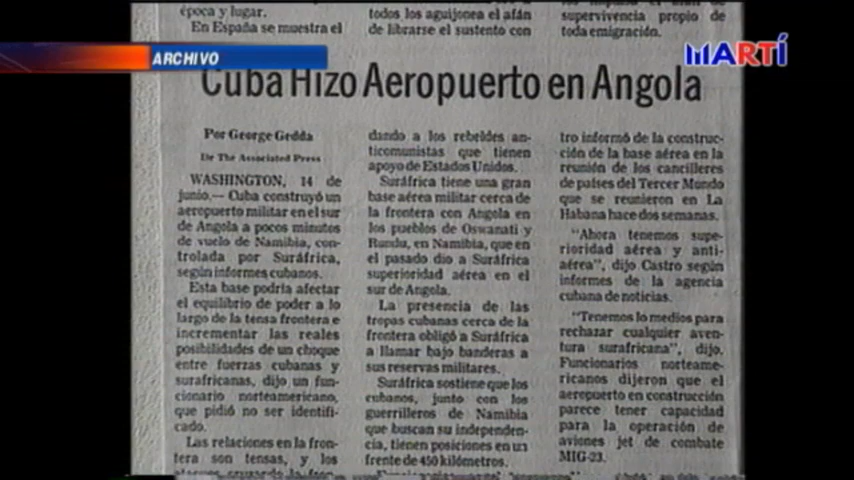 época y lugar.
En España se muestra el
todos los aguijonea el afán
de librarse el sustento con
supervivencia propio de
toda emigración.
ARCHIVO
MARTÍ
Cuba Hizo Aeropuerto en Angola
Por George Gedda
De The Associated Press
WASHINGTON, 14 de
junio.— Cuba construyó un
aeropuerto militar en el sur
de Angola a pocos minutos
de vuelo de Namibia, con-
trolada por Suráfrica,
según informes cubanos.
Esta base podría afectar
el equilibrio de poder a lo
largo de la tensa frontera e
incrementar las reales
posibilidades de un choque
entre fuerzas cubanas y
surafricanas, dijo un fun-
cionario norteamericano,
que pidió no ser identifi-
cado.
Las relaciones en la fron-
tera son tensas, y los
dando a los rebeldes an-
ticomunistas que tienen
apoyo de Estados Unidos.
Suráfrica tiene una gran
base aérea militar cerca de
la frontera con Angola en
los pueblos de Oswanati y
Rundu, en Namibia, que en
el pasado dio a Suráfrica
superioridad aérea en el
sur de Angola.
La presencia de las
tropas cubanas cerca de la
frontera obligó a Suráfrica
a llamar bajo banderas a
sus reservas militares.
Suráfrica sostiene que los
cubanos, junto con los
guerrilleros de Namibia
que buscan su independen-
cia, tienen posiciones en un
frente de 450 kilómetros.
tro informó de la construc-
ción de la base aérea en la
reunión de los cancilleres
de países del Tercer Mundo
que se reunieron en La
Habana hace dos semanas.
"Ahora tenemos supe-
rioridad aérea y anti-
aérea", dijo Castro según
informes de la agencia
cubana de noticias.
"Tenemos lo medios para
rechazar cualquier aven-
tura surafricana", dijo.
Funcionarios norteame-
ricanos dijeron que el
aeropuerto en construcción
parece tener capacidad
para la operación de
aviones jet de combate
MIG-23.